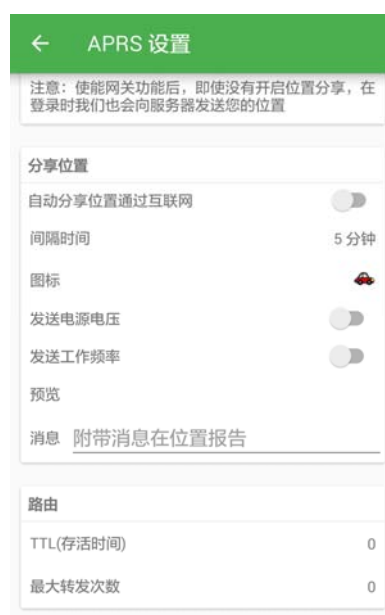 APRS 设置
注意：使能网关功能后，即使没有开启位置分享，在
登录时我们也会向服务器发送您的位置
分享位置
自动分享位置通过互联网
间隔时间 5 分钟
图标
发送电源电压
发送工作频率
预览
消息 附带消息在位置报告
路由
TTL(存活时间) 0
最大转发次数 0